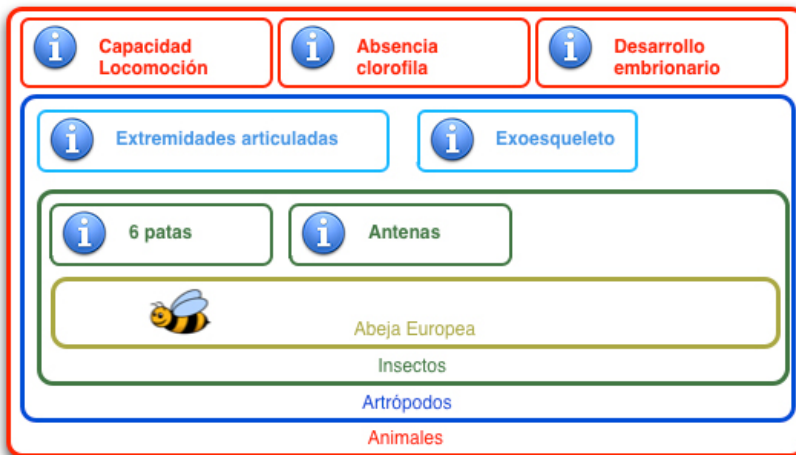 Capacidad
Locomoción
Absencia
clorofila
Desarrollo
embrionario
Extremidades articuladas
Exoesqueleto
6 patas
Antenas
Abeja Europea
Insectos
Artrópodos
Animales